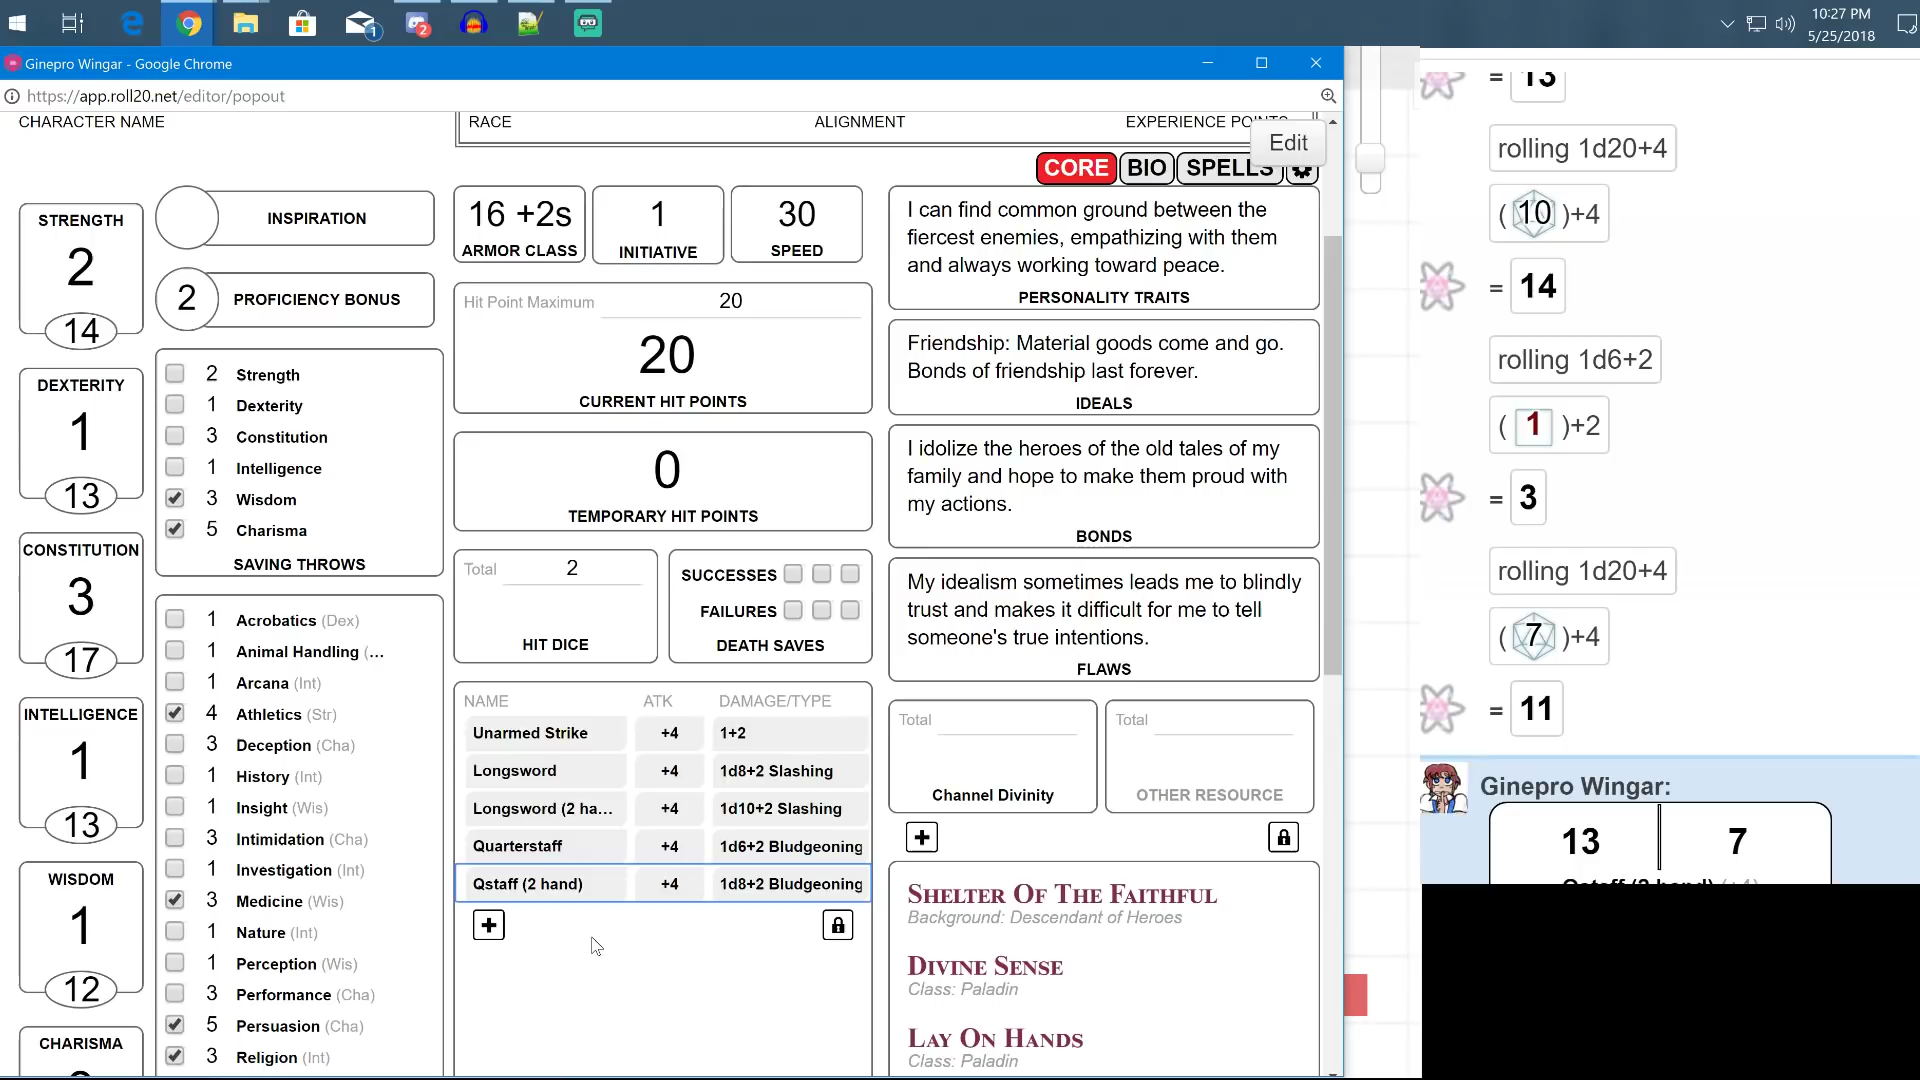 1
2
10:27 PM
5/25/2018
Ginepro Wingar - Google Chrome
https://app.roll20.net/editor/popout
CHARACTER NAME
RACE
ALIGNMENT
EXPERIENCE POINTS
Edit
CORE
BIO
SPELLS
STRENGTH
2
14
DEXTERITY
1
13
CONSTITUTION
3
17
INTELLIGENCE
1
13
WISDOM
1
12
CHARISMA
INSPIRATION
2
PROFICIENCY BONUS
2 Strength
1 Dexterity
3 Constitution
1 Intelligence
3 Wisdom
5 Charisma
SAVING THROWS
1 Acrobatics (Dex)
1 Animal Handling (...
1 Arcana (Int)
4 Athletics (Str)
3 Deception (Cha)
1 History (Int)
1 Insight (Wis)
3 Intimidation (Cha)
1 Investigation (Int)
3 Medicine (Wis)
1 Nature (Int)
1 Perception (Wis)
3 Performance (Cha)
5 Persuasion (Cha)
3 Religion (Int)
16 +2s
ARMOR CLASS
1
INITIATIVE
30
SPEED
Hit Point Maximum 20
20
CURRENT HIT POINTS
0
TEMPORARY HIT POINTS
Total 2
HIT DICE
SUCCESSES
FAILURES
DEATH SAVES
NAME ATK DAMAGE/TYPE
Unarmed Strike +4 1+2
Longsword +4 1d8+2 Slashing
Longsword (2 ha... +4 1d10+2 Slashing
Quarterstaff +4 1d6+2 Bludgeoning
Qstaff (2 hand) +4 1d8+2 Bludgeoning
+
I can find common ground between the
fiercest enemies, empathizing with them
and always working toward peace.
PERSONALITY TRAITS
Friendship: Material goods come and go.
Bonds of friendship last forever.
IDEALS
I idolize the heroes of the old tales of my
family and hope to make them proud with
my actions.
BONDS
My idealism sometimes leads me to blindly
trust and makes it difficult for me to tell
someone's true intentions.
FLAWS
Total
Channel Divinity
Total
OTHER RESOURCE
+
SHELTER OF THE FAITHFUL
Background: Descendant of Heroes
DIVINE SENSE
Class: Paladin
LAY ON HANDS
Class: Paladin
= 13
rolling 1d20+4
(10)+4
= 14
rolling 1d6+2
(1)+2
= 3
rolling 1d20+4
(7)+4
= 11
Ginepro Wingar:
13 7
Qstaff (2 hand) (+4)